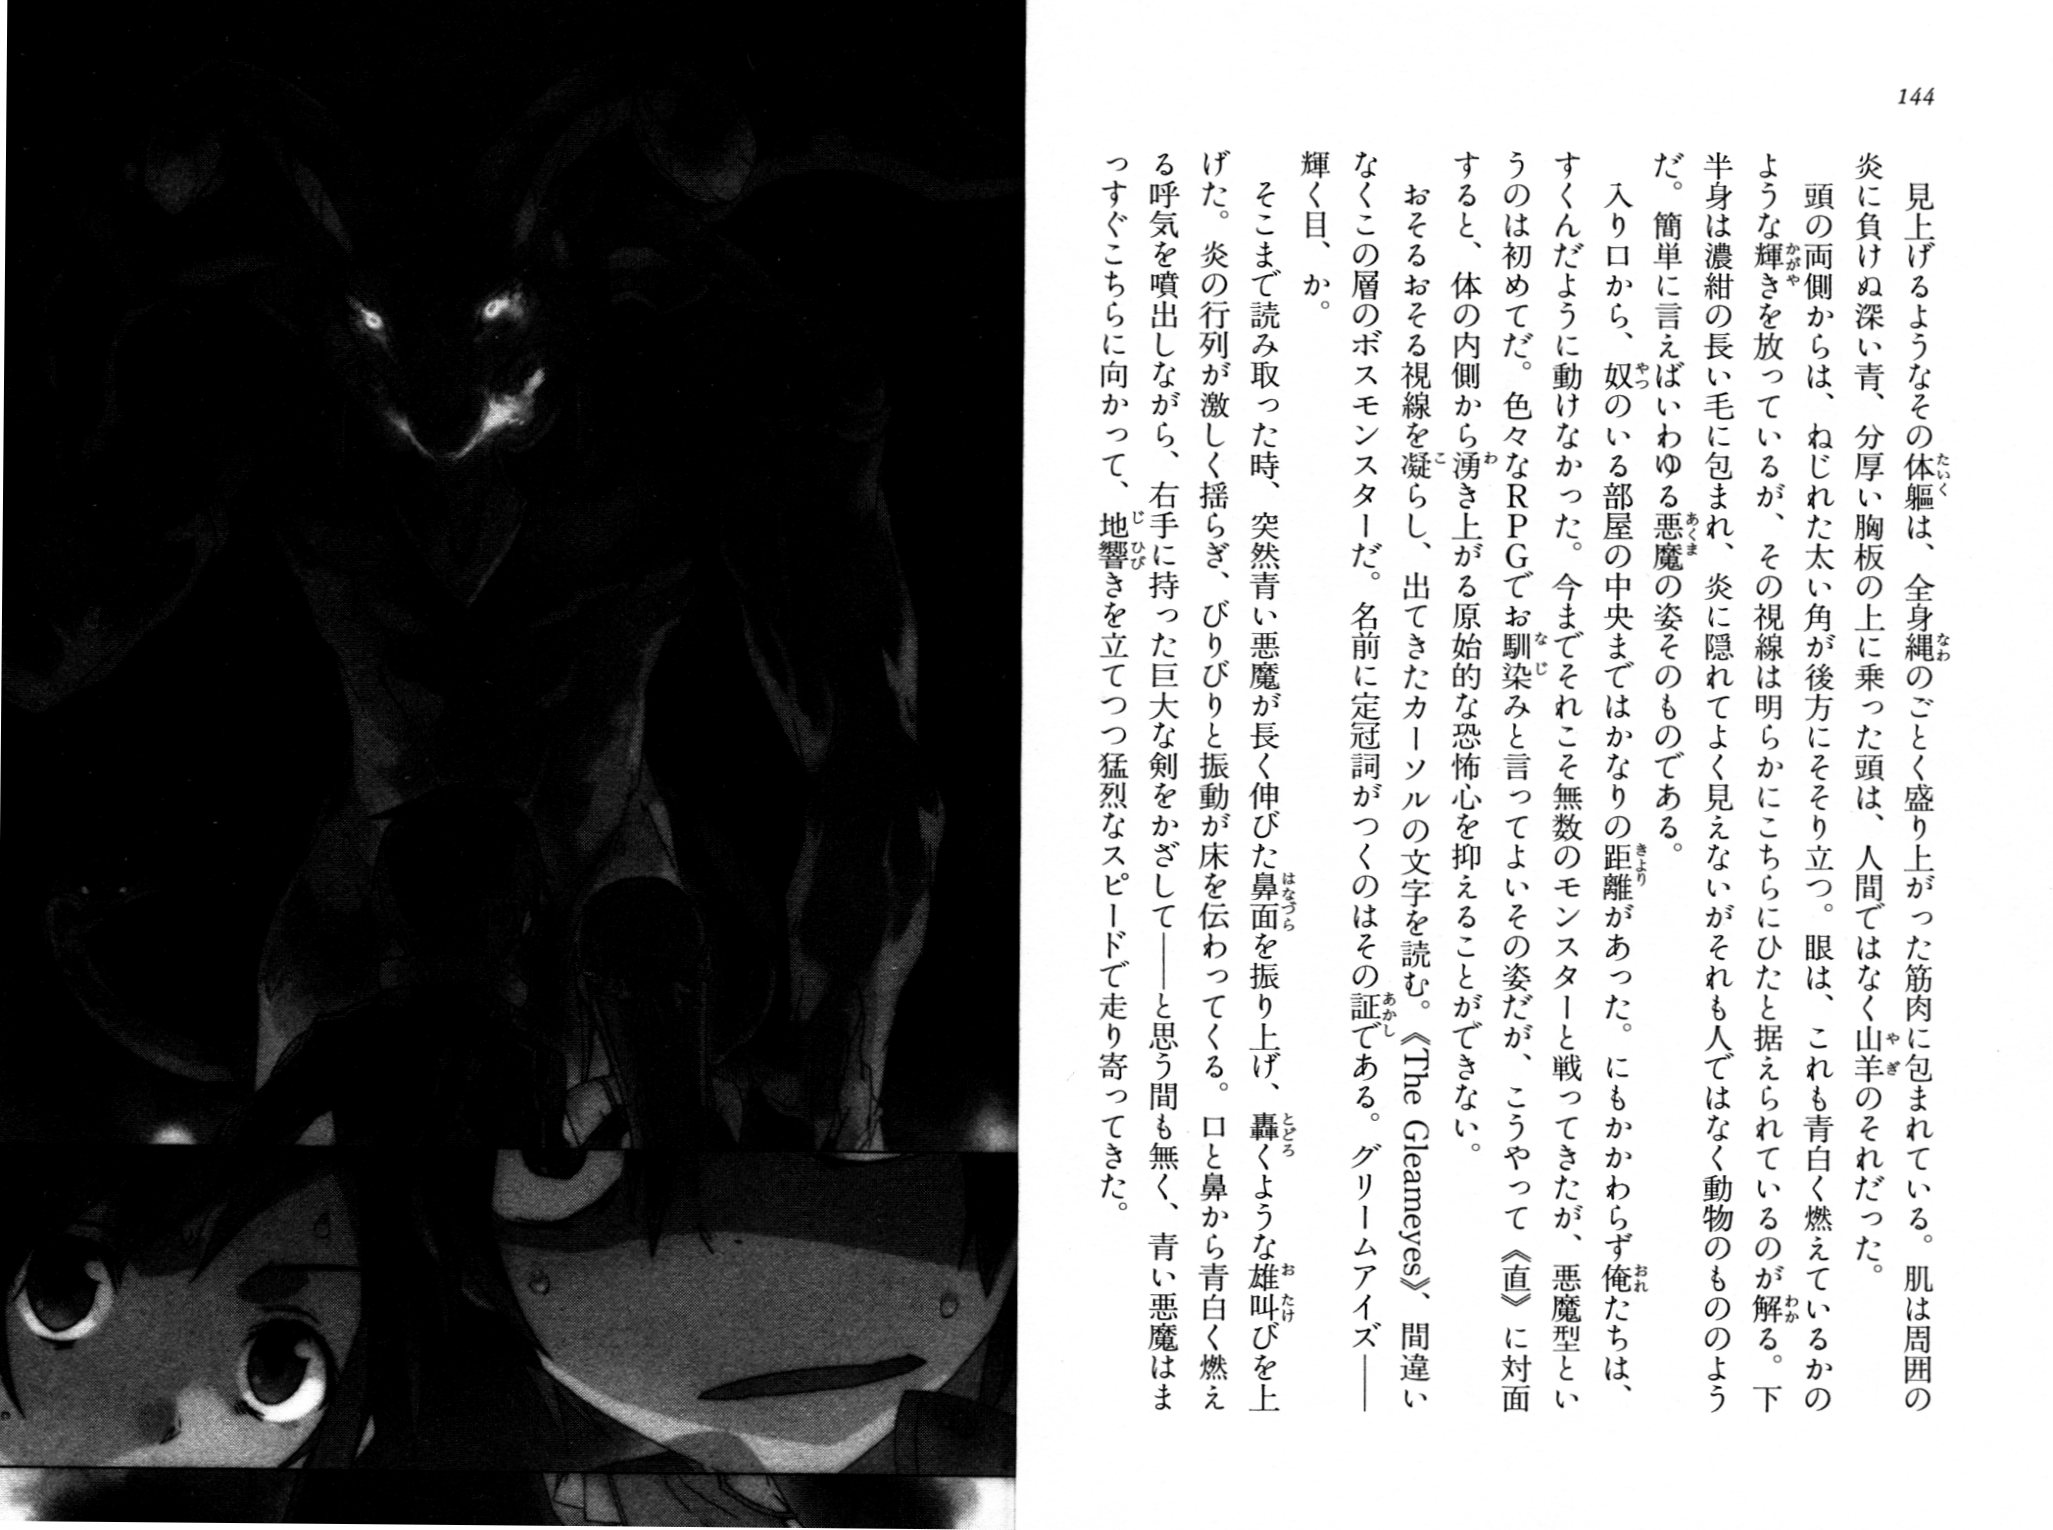 144
見上げるようなその体軀は、全身縄のごとく盛り上がった筋肉に包まれている。肌は周囲の
炎に負けぬ深い青、分厚い胸板の上に乗った頭は、人間ではなく山羊のそれだった。
頭の両側からは、ねじれた太い角が後方にそそり立つ。眼は、これも青白く燃えているかの
ような輝きを放っているが、その視線は明らかにこちらにひたと据えられているのが解る。下
半身は濃紺の長い毛に包まれ、炎に隠れてよく見えないがそれも人ではなく動物のもののよう
だ。簡単に言えばいわゆる悪魔の姿そのものである。
入り口から、奴のいる部屋の中央まではかなりの距離があった。にもかかわらず俺たちは、
すくんだように動けなかった。今までそれこそ無数のモンスターと戦ってきたが、悪魔型とい
うのは初めてだ。色々なRPGでお馴染みと言ってよいその姿だが、こうやって《直》に対面
すると、体の内側から湧き上がる原始的な恐怖心を抑えることができない。
おそるおそる視線を凝らし、出てきたカーソルの文字を読む。《The Gleameyes》、間違い
なくこの層のボスモンスターだ。名前に定冠詞がつくのはその証である。グリームアイズ――
輝く目、か。
そこまで読み取った時、突然青い悪魔が長く伸びた鼻面を振り上げ、轟くような雄叫びを上
げた。炎の行列が激しく揺らぎ、びりびりと振動が床を伝わってくる。口と鼻から青白く燃え
る呼気を噴出しながら、右手に持った巨大な剣をかざして――と思う間も無く、青い悪魔はま
っすぐこちらに向かって、地響きを立てつつ猛烈なスピードで走り寄ってきた。